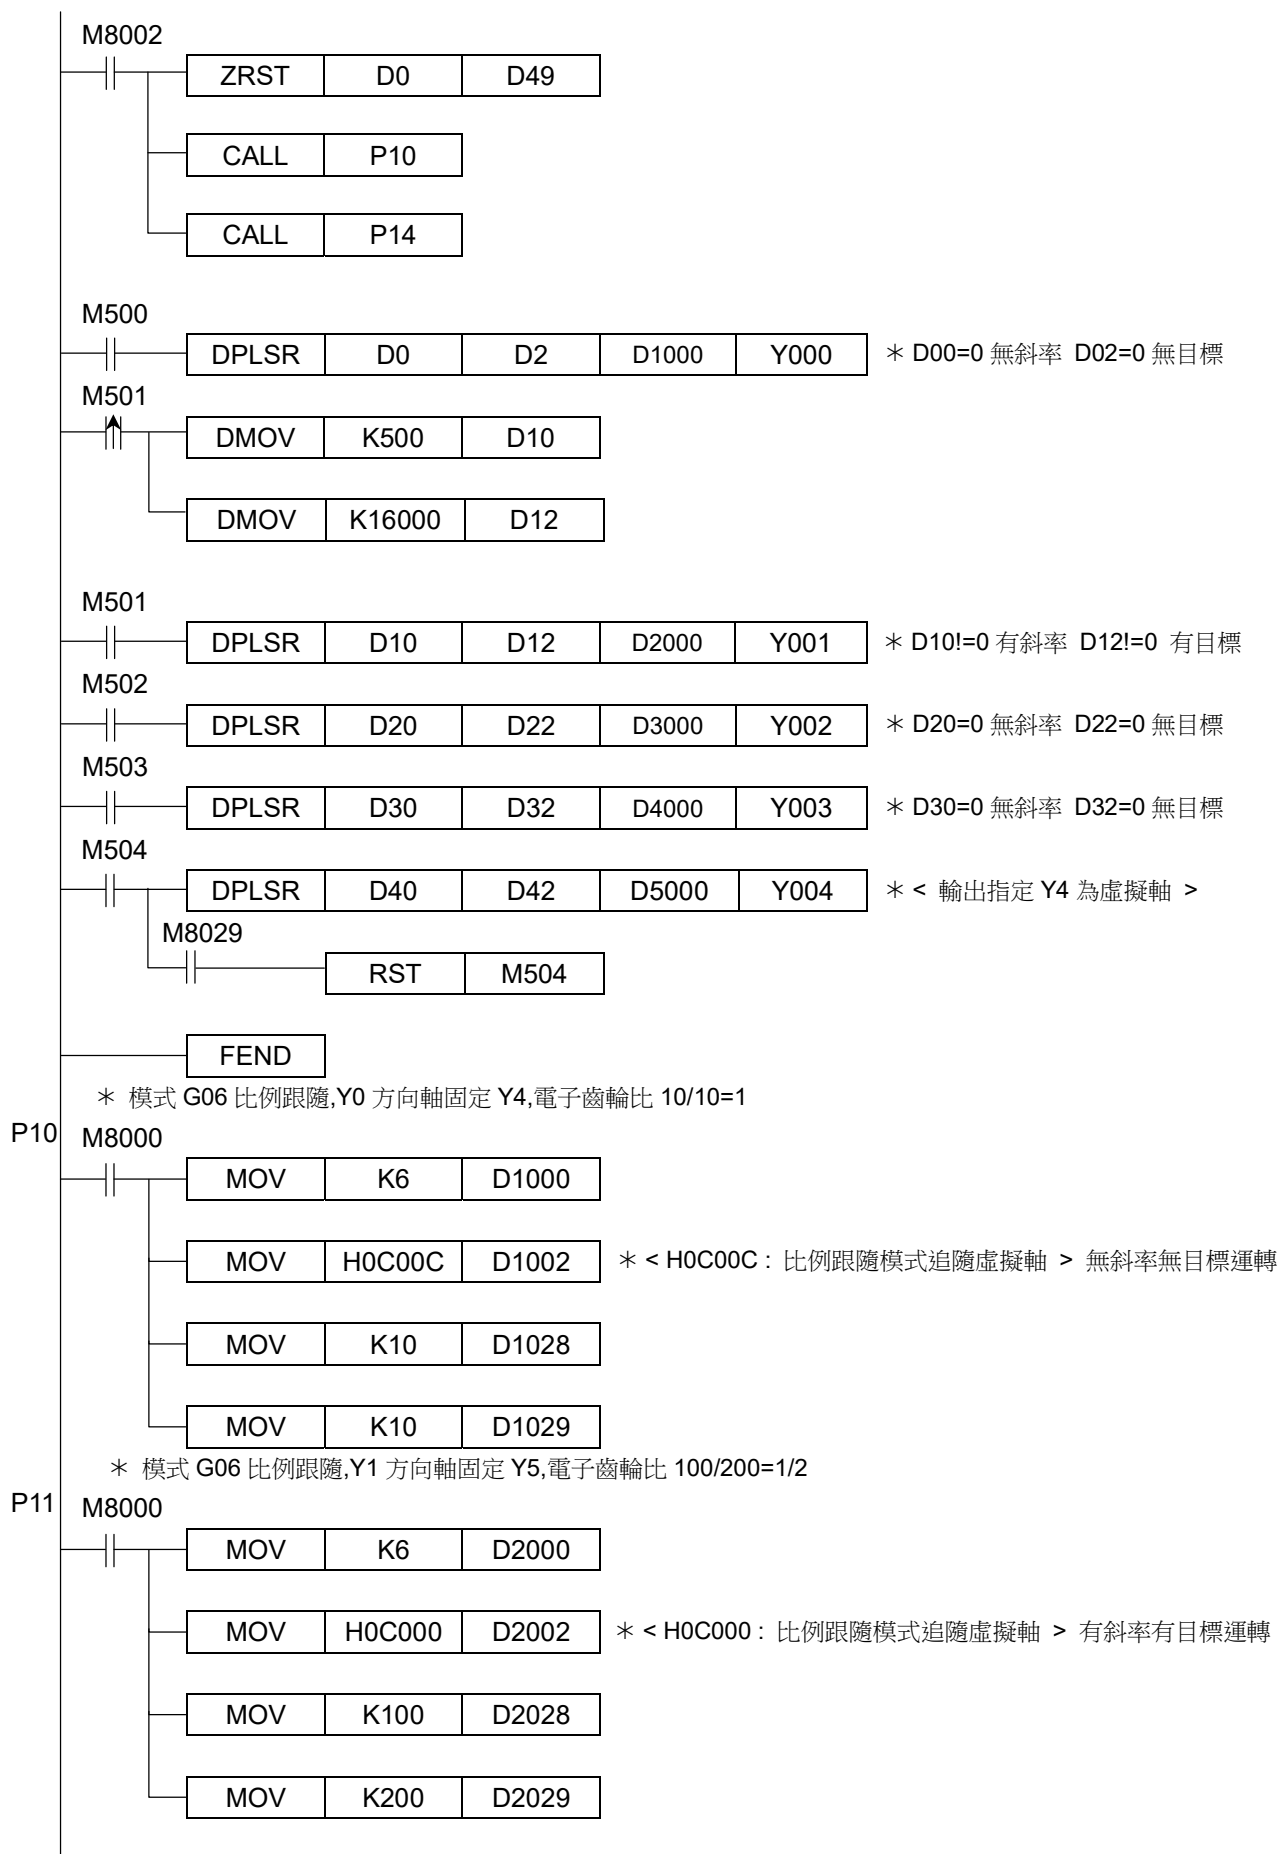 M8002
ZRST D0 D49
CALL P10
CALL P14
M500
DPLSR D0 D2 D1000 Y000 ＊ D00=0 無斜率 D02=0 無目標
M501
DMOV K500 D10
DMOV K16000 D12
M501
DPLSR D10 D12 D2000 Y001 ＊ D10!=0 有斜率 D12!=0 有目標
M502
DPLSR D20 D22 D3000 Y002 ＊ D20=0 無斜率 D22=0 無目標
M503
DPLSR D30 D32 D4000 Y003 ＊ D30=0 無斜率 D32=0 無目標
M504
DPLSR D40 D42 D5000 Y004 ＊ < 輸出指定 Y4 為虛擬軸 >
M8029
RST M504
FEND
＊ 模式 G06 比例跟隨,Y0 方向軸固定 Y4,電子齒輪比 10/10=1
P10 M8000
MOV K6 D1000
MOV H0C00C D1002 ＊ < H0C00C : 比例跟隨模式追隨虛擬軸 > 無斜率無目標運轉
MOV K10 D1028
MOV K10 D1029
＊ 模式 G06 比例跟隨,Y1 方向軸固定 Y5,電子齒輪比 100/200=1/2
P11 M8000
MOV K6 D2000
MOV H0C000 D2002 ＊ < H0C000 : 比例跟隨模式追隨虛擬軸 > 有斜率有目標運轉
MOV K100 D2028
MOV K200 D2029